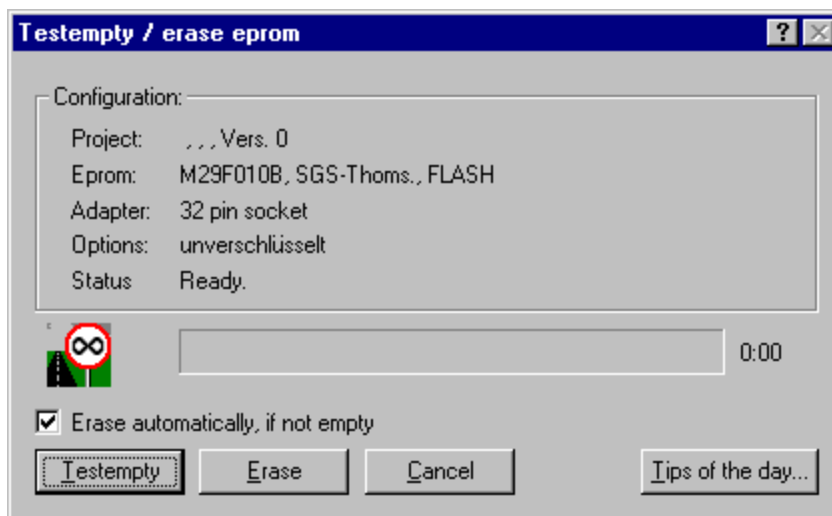 Testempty / erase eprom
Configuration:
Project: , , , Vers. 0
Eprom: M29F010B, SGS-Thoms., FLASH
Adapter: 32 pin socket
Options: unverschlüsselt
Status Ready.
0:00
Erase automatically, if not empty
Testempty Erase Cancel Tips of the day...